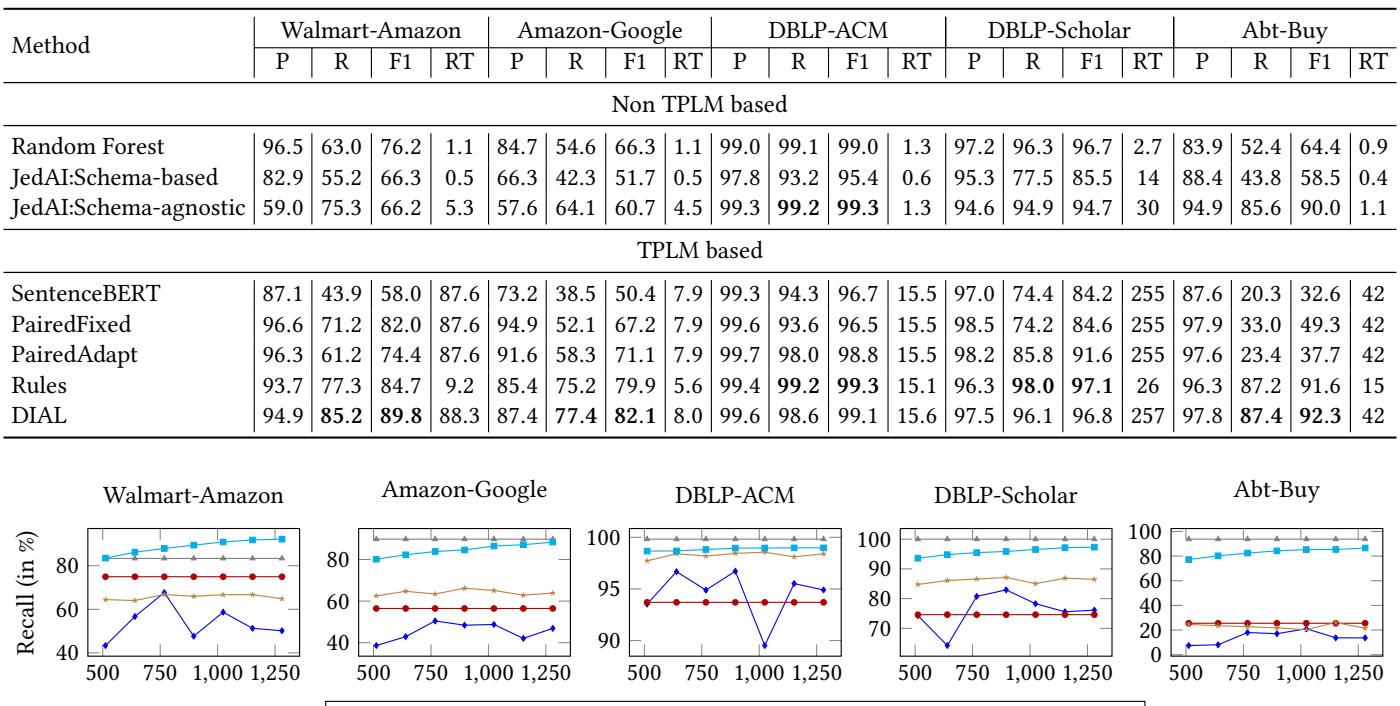 Method Walmart-Amazon Amazon-Google DBLP-ACM DBLP-Scholar Abt-Buy
P R F1 RT P R F1 RT P R F1 RT P R F1 RT P R F1 RT
Non TPLM based
Random Forest 96.5 63.0 76.2 1.1 84.7 54.6 66.3 1.1 99.0 99.1 99.0 1.3 97.2 96.3 96.7 2.7 83.9 52.4 64.4 0.9
JedAI:Schema-based 82.9 55.2 66.3 0.5 66.3 42.3 51.7 0.5 97.8 93.2 95.4 0.6 95.3 77.5 85.5 14 88.4 43.8 58.5 0.4
JedAI:Schema-agnostic 59.0 75.3 66.2 5.3 57.6 64.1 60.7 4.5 99.3 99.2 99.3 1.3 94.6 94.9 94.7 30 94.9 85.6 90.0 1.1
TPLM based
SentenceBERT 87.1 43.9 58.0 87.6 73.2 38.5 50.4 7.9 99.3 94.3 96.7 15.5 97.0 74.4 84.2 255 87.6 20.3 32.6 42
PairedFixed 96.6 71.2 82.0 87.6 94.9 52.1 67.2 7.9 99.6 93.6 96.5 15.5 98.5 74.2 84.6 255 97.9 33.0 49.3 42
PairedAdapt 96.3 61.2 74.4 87.6 91.6 58.3 71.1 7.9 99.7 98.0 98.8 15.5 98.2 85.8 91.6 255 97.6 23.4 37.7 42
Rules 93.7 77.3 84.7 9.2 85.4 75.2 79.9 5.6 99.4 99.2 99.3 15.1 96.3 98.0 97.1 26 96.3 87.2 91.6 15
DIAL 94.9 85.2 89.8 88.3 87.4 77.4 82.1 8.0 99.6 98.6 99.1 15.6 97.5 96.1 96.8 257 97.8 87.4 92.3 42
Walmart-Amazon Amazon-Google DBLP-ACM DBLP-Scholar Abt-Buy
Recall (in %)
80
60
40
500 750 1,000 1,250
80
60
40
500 750 1,000 1,250
100
95
90
500 750 1,000 1,250
100
90
80
70
500 750 1,000 1,250
100
80
60
40
20
0
500 750 1,000 1,250